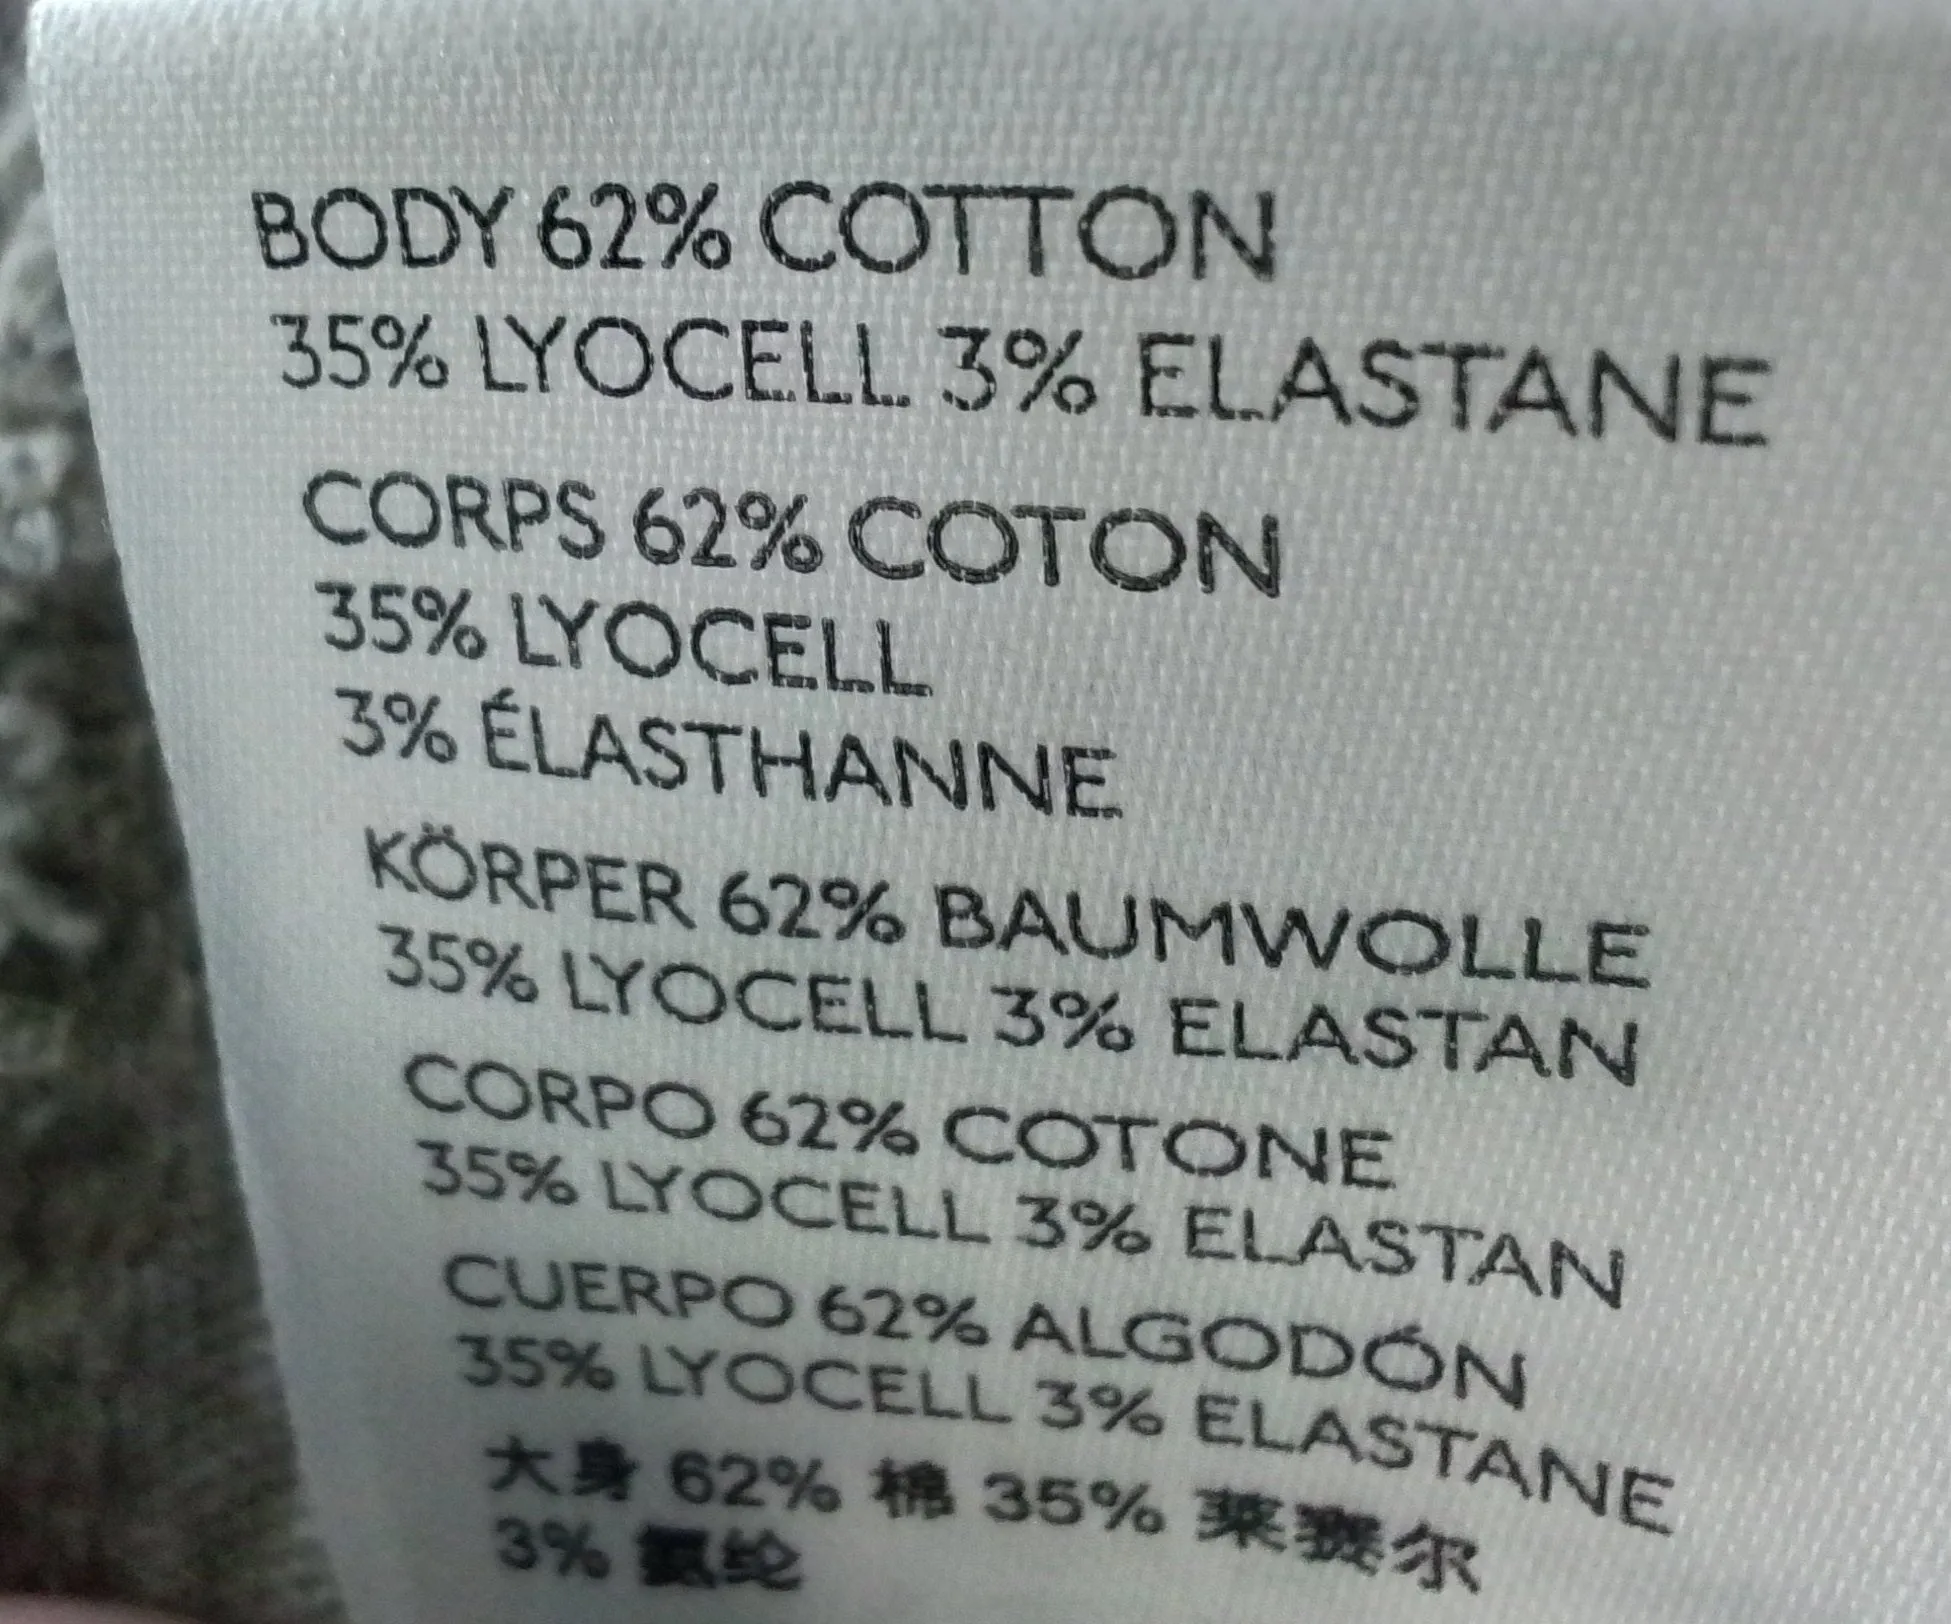 BODY 62% COTTON
35% LYOCELL 3% ELASTANE
CORPS 62% COTON
35% LYOCELL
3% ÉLASTHANNE
KÖRPER 62% BAUMWOLLE
35% LYOCELL 3% ELASTAN
CORPO 62% COTONE
35% LYOCELL 3% ELASTAN
CUERPO 62% ALGODÓN
35% LYOCELL 3% ELASTANE
大身 62% 棉 35% 莱赛尔
3% 氨纶